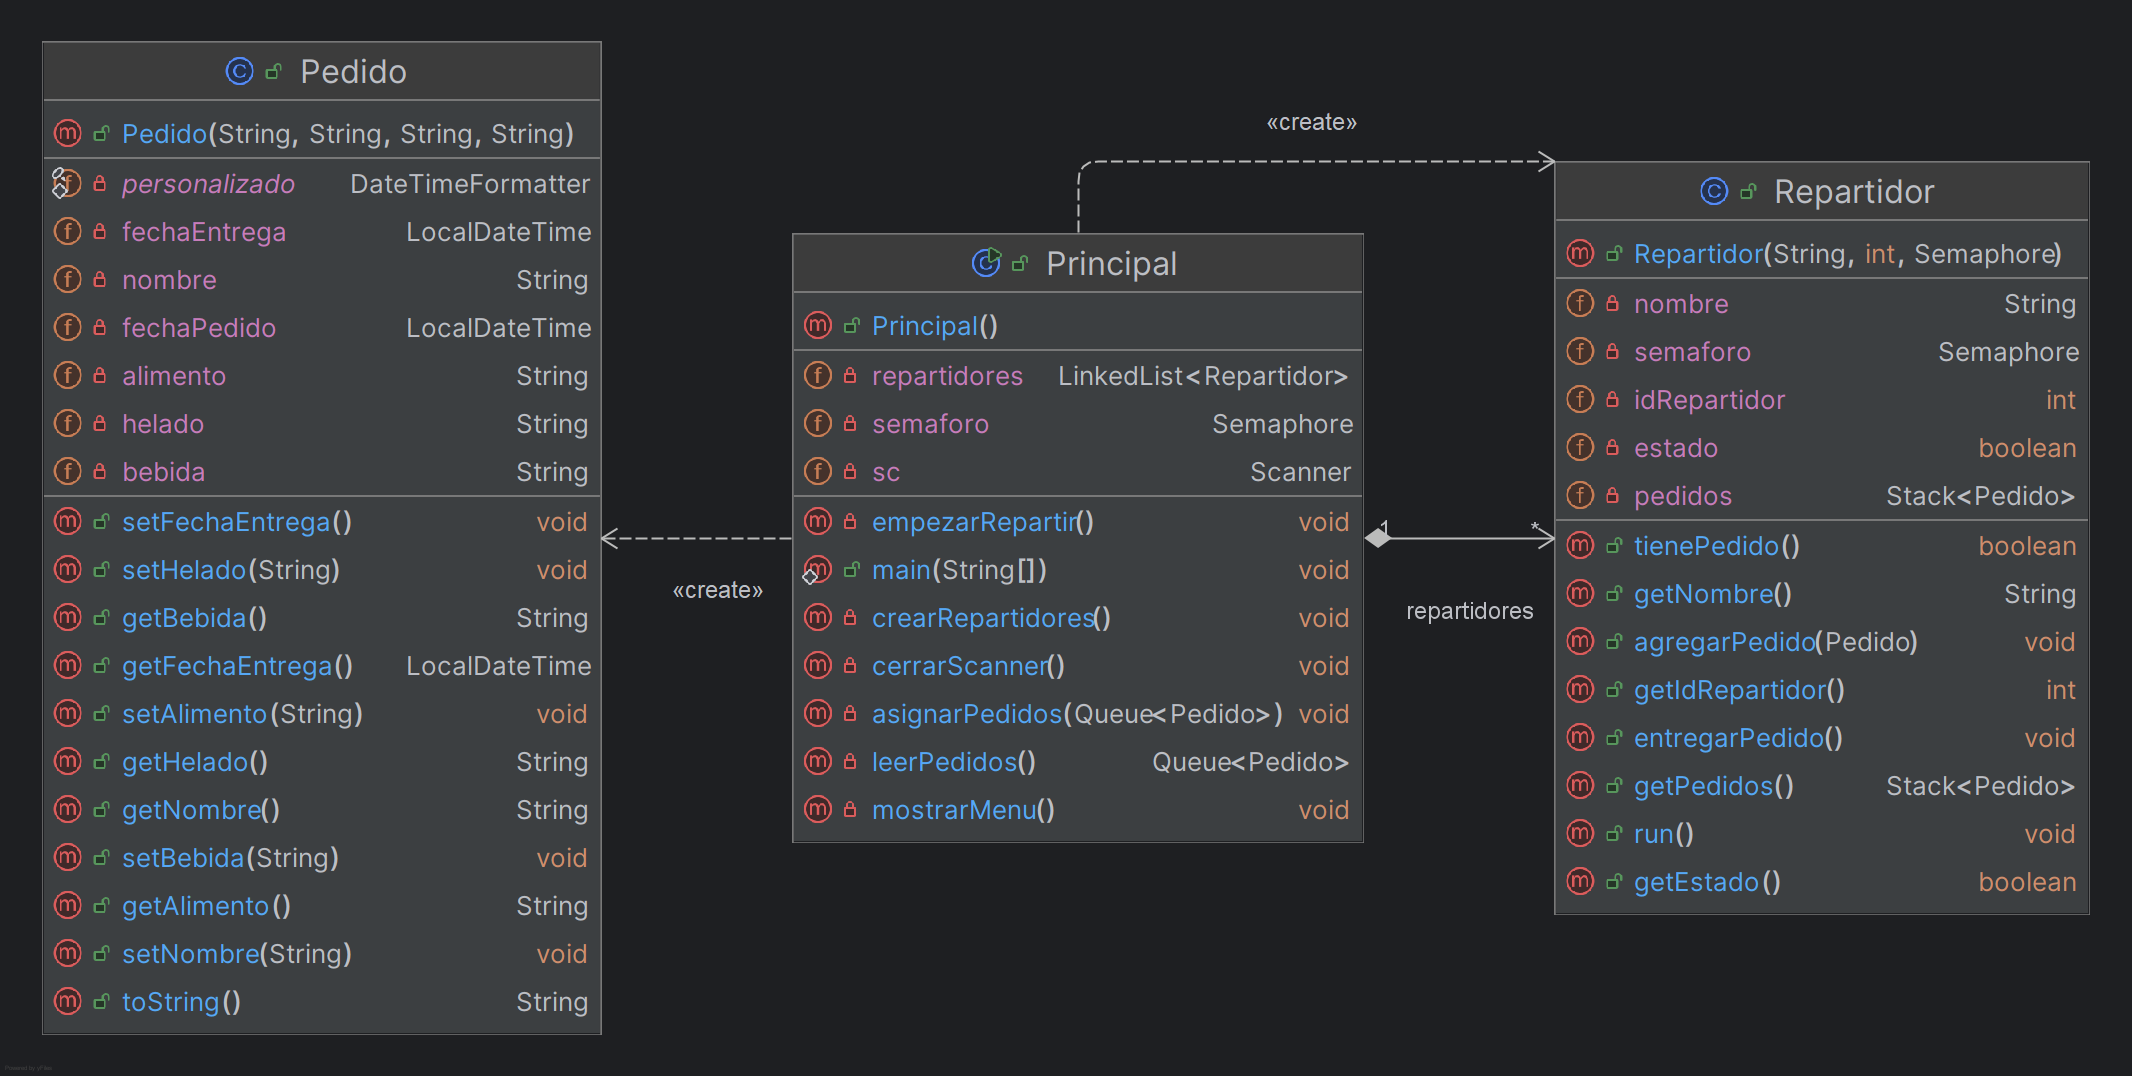 Pedido
Pedido(String, String, String, String)
personalizado DateTimeFormatter
fechaEntrega LocalDateTime
nombre String
fechaPedido LocalDateTime
alimento String
helado String
bebida String
setFechaEntrega() void
setHelado(String) void
getBebida() String
getFechaEntrega() LocalDateTime
setAlimento(String) void
getHelado() String
getNombre() String
setBebida(String) void
getAlimento() String
setNombre(String) void
toString() String
«create»
Principal
Principal()
repartidores LinkedList<Repartidor>
semaforo Semaphore
sc Scanner
empezarRepartir() void
main(String[]) void
crearRepartidores() void
cerrarScanner() void
asignarPedidos(Queue<Pedido>) void
leerPedidos() Queue<Pedido>
mostrarMenu() void
«create»
1
*
repartidores
Repartidor
Repartidor(String, int, Semaphore)
nombre String
semaforo Semaphore
idRepartidor int
estado boolean
pedidos Stack<Pedido>
tienePedido() boolean
getNombre() String
agregarPedido(Pedido) void
getIdRepartidor() int
entregarPedido() void
getPedidos() Stack<Pedido>
run() void
getEstado() boolean
Powered by yFiles